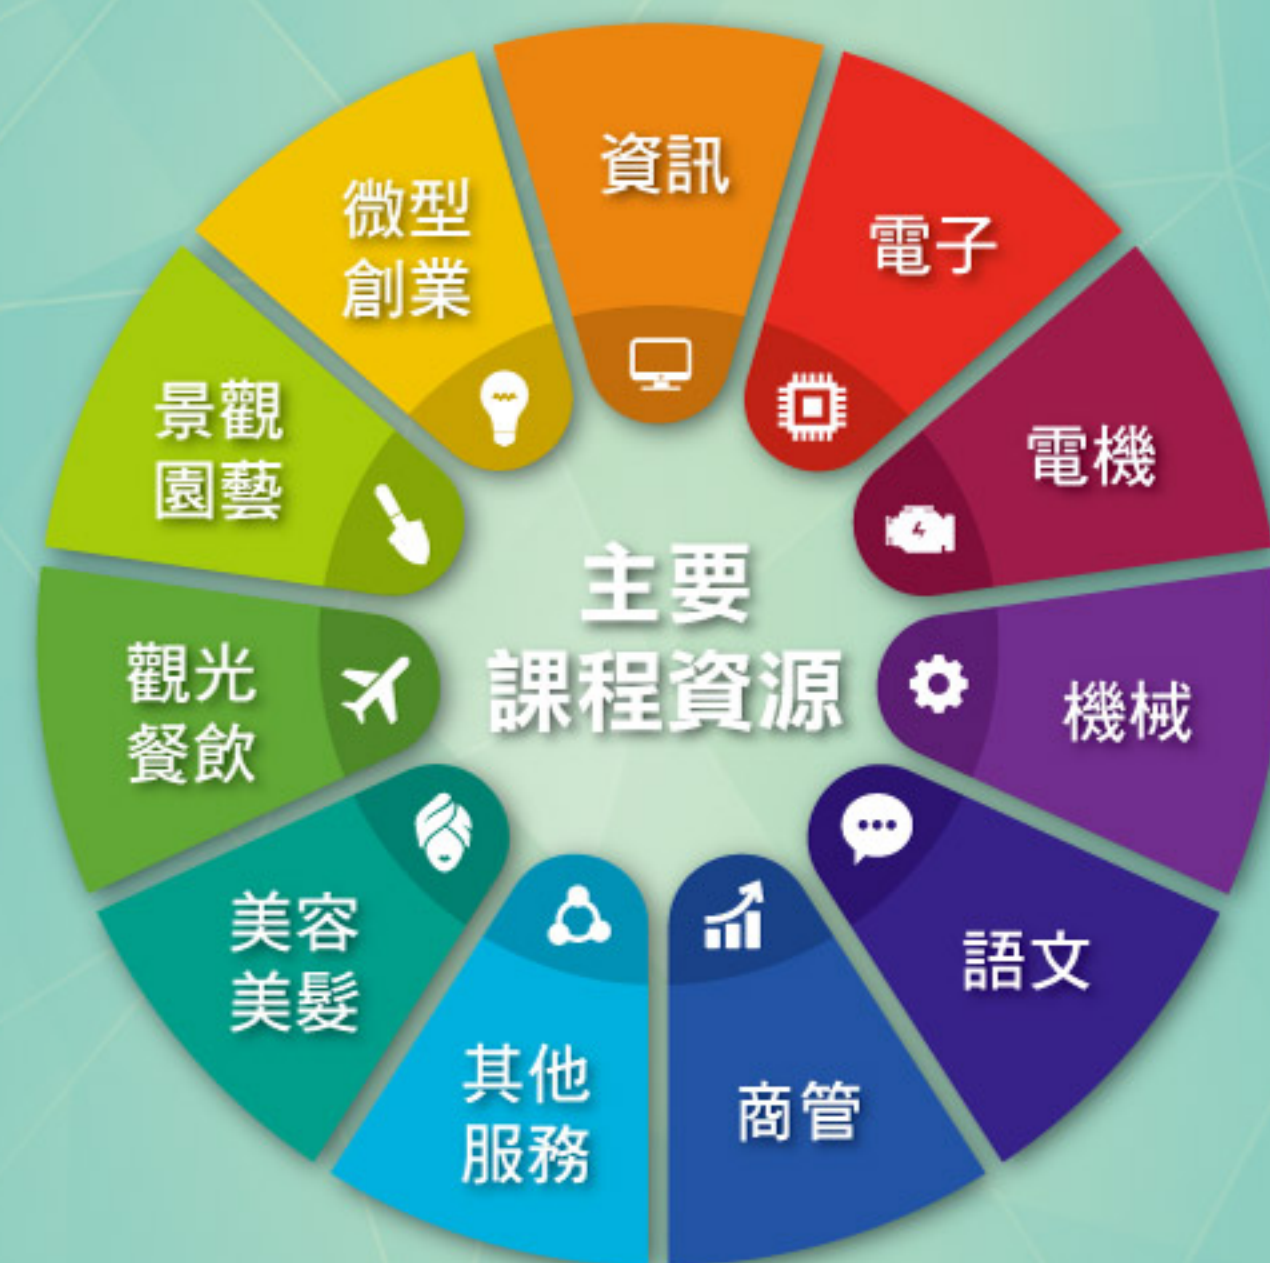 主要
課程資源
資訊
電子
電機
機械
語文
商管
其他
服務
美容
美髮
觀光
餐飲
景觀
園藝
微型
創業